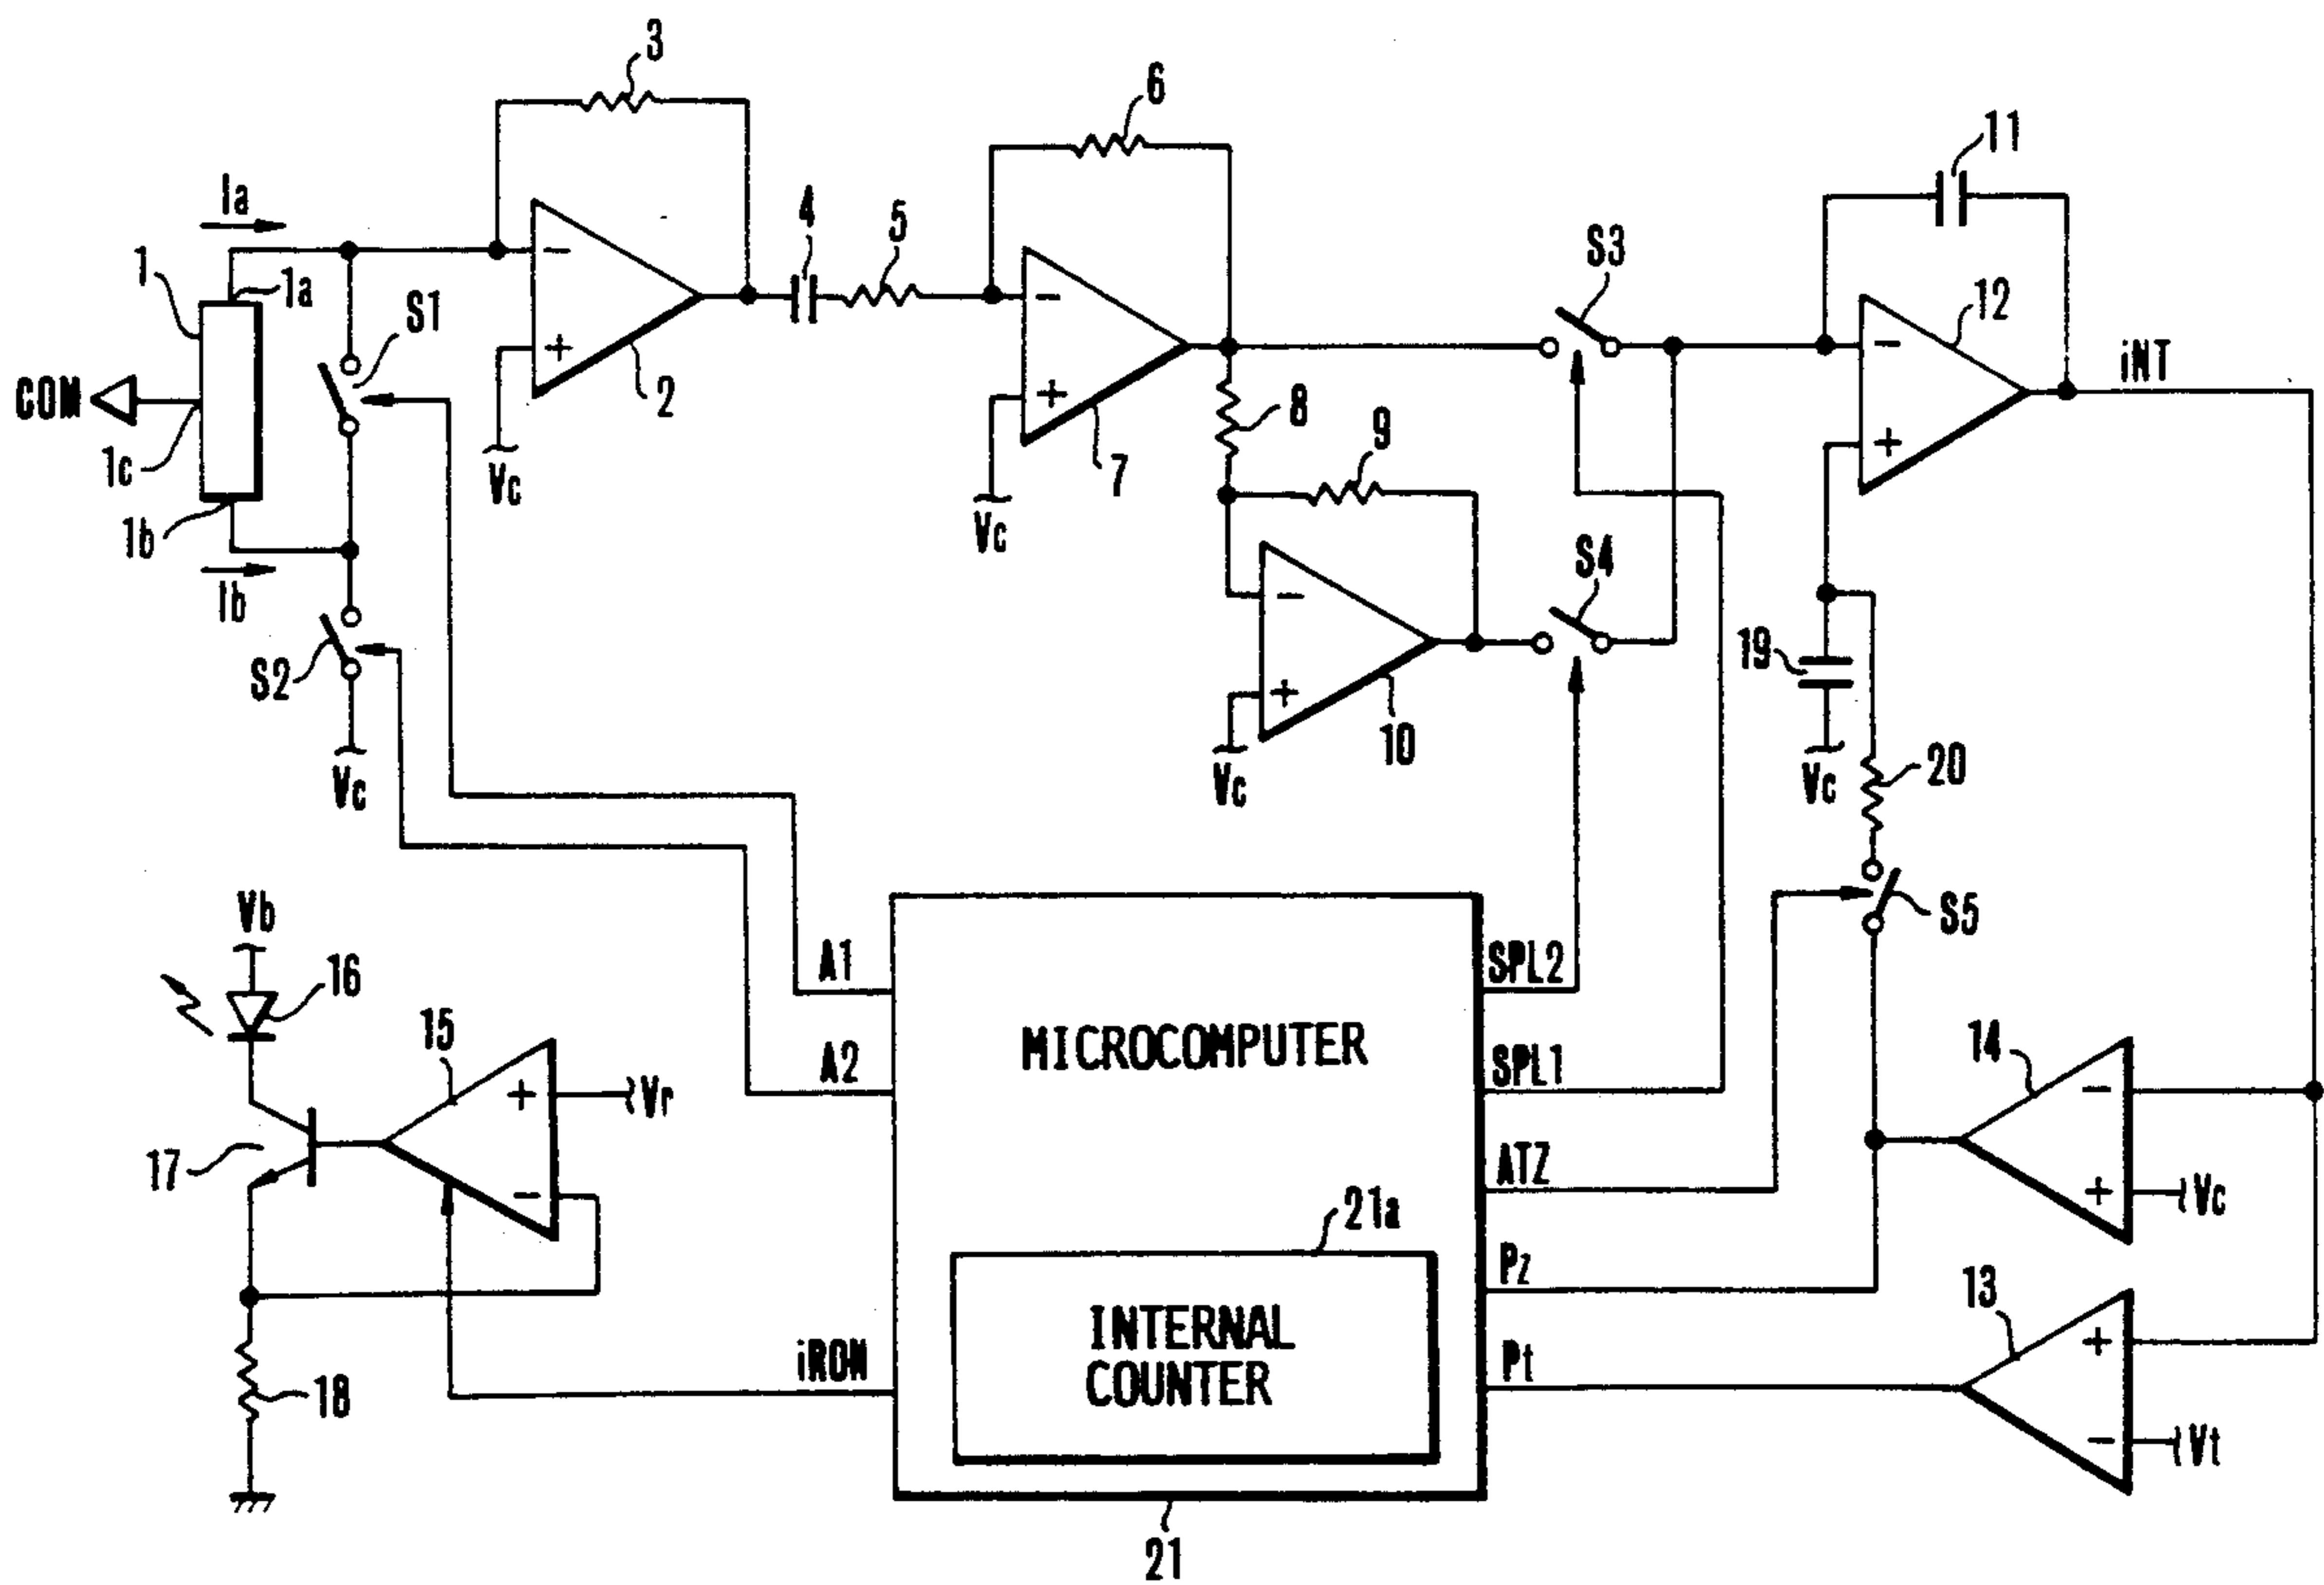 3
6
11
Ia
4
5
S3
1
1a
S1
12
iNT
COM
−
+
2
−
+
7
8
9
−
+
1c
Vc
Vc
1b
Ib
S4
−
+
10
19
S2
Vc
Vc
Vc
20
Vb
16
S5
A1
SPL2
15
MICROCOMPUTER
14
−
A2
SPL1
+
Vr
17
ATZ
−
21a
+
Vc
Pz
13
INTERNAL
COUNTER
+
iRON
Pt
18
−
Vt
21